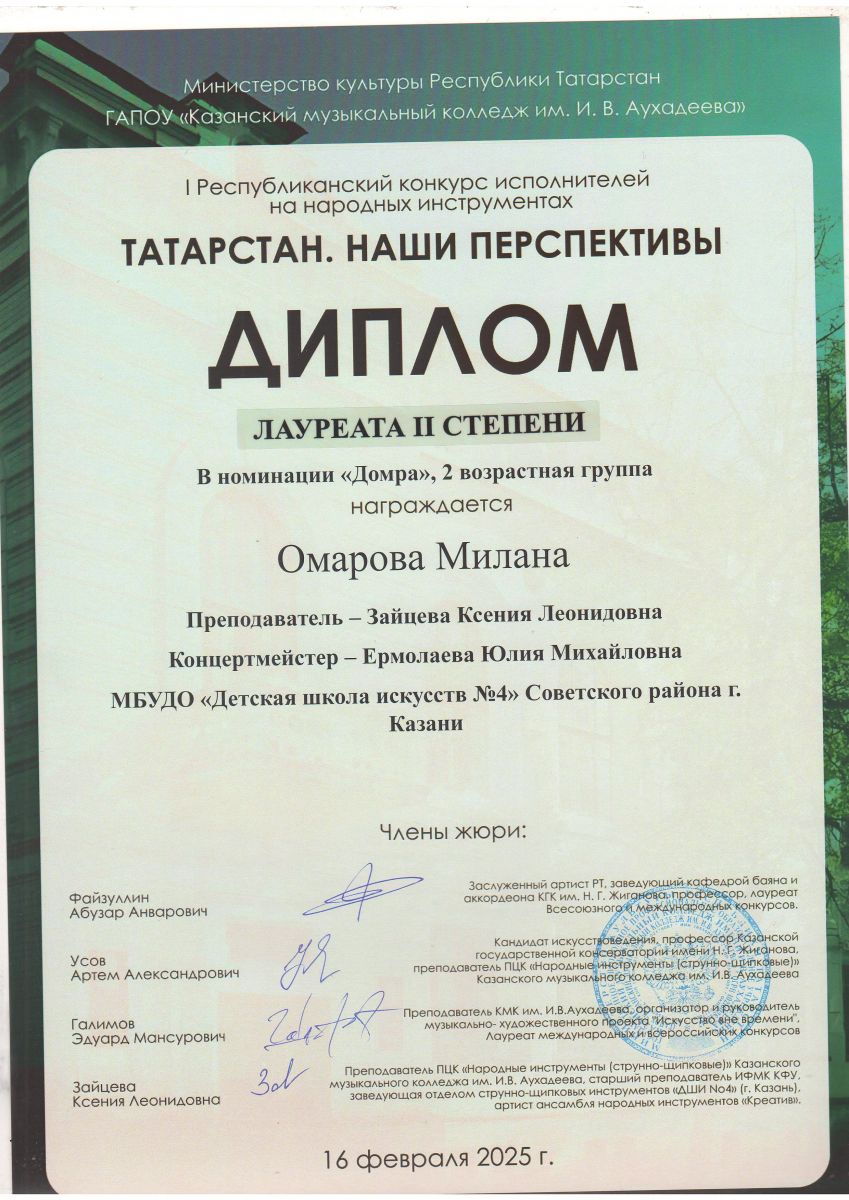 Министерство культуры Республики Татарстан
ГАПОУ «Казанский музыкальный колледж им. И. В. Аухадеева»
I Республиканский конкурс исполнителей
на народных инструментах
ТАТАРСТАН. НАШИ ПЕРСПЕКТИВЫ
ДИПЛОМ
ЛАУРЕАТА II СТЕПЕНИ
В номинации «Домра», 2 возрастная группа
награждается
Омарова Милана
Преподаватель – Зайцева Ксения Леонидовна
Концертмейстер – Ермолаева Юлия Михайловна
МБУДО «Детская школа искусств №4» Советского района г.
Казани
Члены жюри:
Файзуллин
Абузар Анварович
Заслуженный артист РТ, заведующий кафедрой баяна и
аккордеона КГК им. Н. Г. Жиганова, профессор, лауреат
Всесоюзного и международных конкурсов.
Усов
Артем Александрович
Кандидат искусствоведения, профессор Казанской
государственной консерватории имени Н. Г. Жиганова,
преподаватель ПЦК «Народные инструменты (струнно-щипковые)»
Казанского музыкального колледжа им. И.В. Аухадеева
Галимов
Эдуард Мансурович
Преподаватель КМК им. И.В.Аухадеева, организатор и руководитель
музыкально- художественного проекта "Искусство вне времени",
Лауреат международных и всероссийских конкурсов
Зайцева
Ксения Леонидовна
Преподаватель ПЦК «Народные инструменты (струнно-щипковые)» Казанского
музыкального колледжа им. И.В. Аухадеева, старший преподаватель ИФМК КФУ,
заведующая отделом струнно-щипковых инструментов «ДШИ No4» (г. Казань),
артист ансамбля народных инструментов «Креатив».
16 февраля 2025 г.